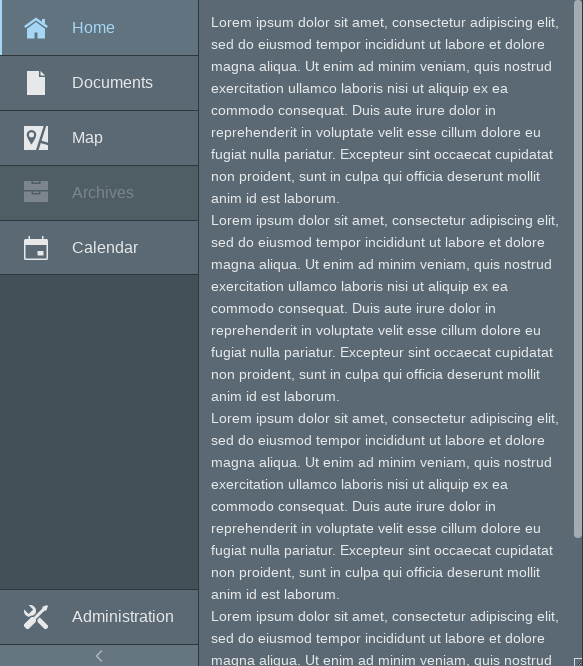 Home
Documents
Map
Archives
Calendar
Administration
Lorem ipsum dolor sit amet, consectetur adipiscing elit,
sed do eiusmod tempor incididunt ut labore et dolore
magna aliqua. Ut enim ad minim veniam, quis nostrud
exercitation ullamco laboris nisi ut aliquip ex ea
commodo consequat. Duis aute irure dolor in
reprehenderit in voluptate velit esse cillum dolore eu
fugiat nulla pariatur. Excepteur sint occaecat cupidatat
non proident, sunt in culpa qui officia deserunt mollit
anim id est laborum.
Lorem ipsum dolor sit amet, consectetur adipiscing elit,
sed do eiusmod tempor incididunt ut labore et dolore
magna aliqua. Ut enim ad minim veniam, quis nostrud
exercitation ullamco laboris nisi ut aliquip ex ea
commodo consequat. Duis aute irure dolor in
reprehenderit in voluptate velit esse cillum dolore eu
fugiat nulla pariatur. Excepteur sint occaecat cupidatat
non proident, sunt in culpa qui officia deserunt mollit
anim id est laborum.
Lorem ipsum dolor sit amet, consectetur adipiscing elit,
sed do eiusmod tempor incididunt ut labore et dolore
magna aliqua. Ut enim ad minim veniam, quis nostrud
exercitation ullamco laboris nisi ut aliquip ex ea
commodo consequat. Duis aute irure dolor in
reprehenderit in voluptate velit esse cillum dolore eu
fugiat nulla pariatur. Excepteur sint occaecat cupidatat
non proident, sunt in culpa qui officia deserunt mollit
anim id est laborum.
Lorem ipsum dolor sit amet, consectetur adipiscing elit,
sed do eiusmod tempor incididunt ut labore et dolore
magna aliqua. Ut enim ad minim veniam, quis nostrud